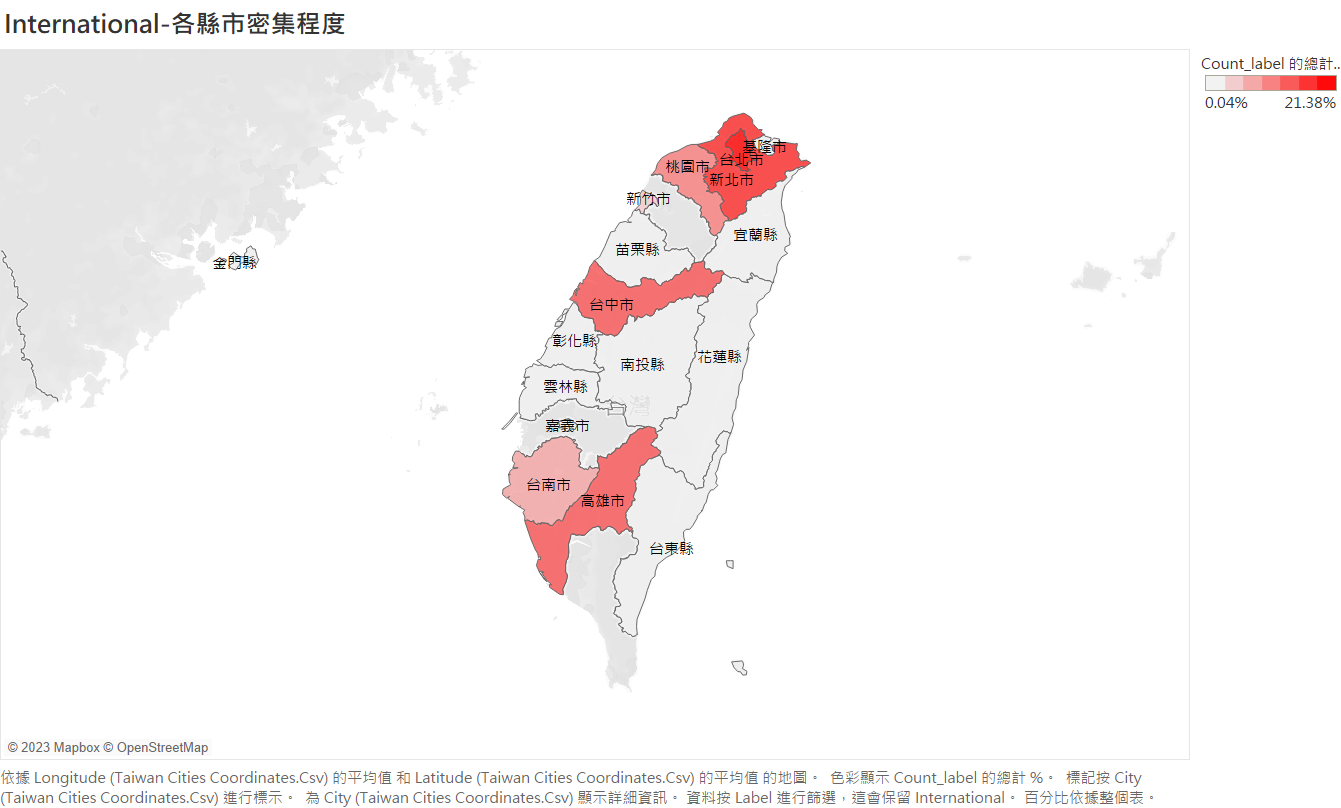 International-各縣市密集程度
Count_label 的總計..
0.04%
21.38%
基隆市
台北市
桃園市
新北市
新竹市
宜蘭縣
苗栗縣
金門縣
台中市
彰化縣
花蓮縣
南投縣
雲林縣
台灣
嘉義市
台南市
高雄市
台東縣
© 2023 Mapbox © OpenStreetMap
依據 Longitude (Taiwan Cities Coordinates.Csv) 的平均值 和 Latitude (Taiwan Cities Coordinates.Csv) 的平均值 的地圖。 色彩顯示 Count_label 的總計 %。 標記按 City
(Taiwan Cities Coordinates.Csv) 進行標示。 為 City (Taiwan Cities Coordinates.Csv) 顯示詳細資訊。 資料按 Label 進行篩選，這會保留 International。 百分比依據整個表。